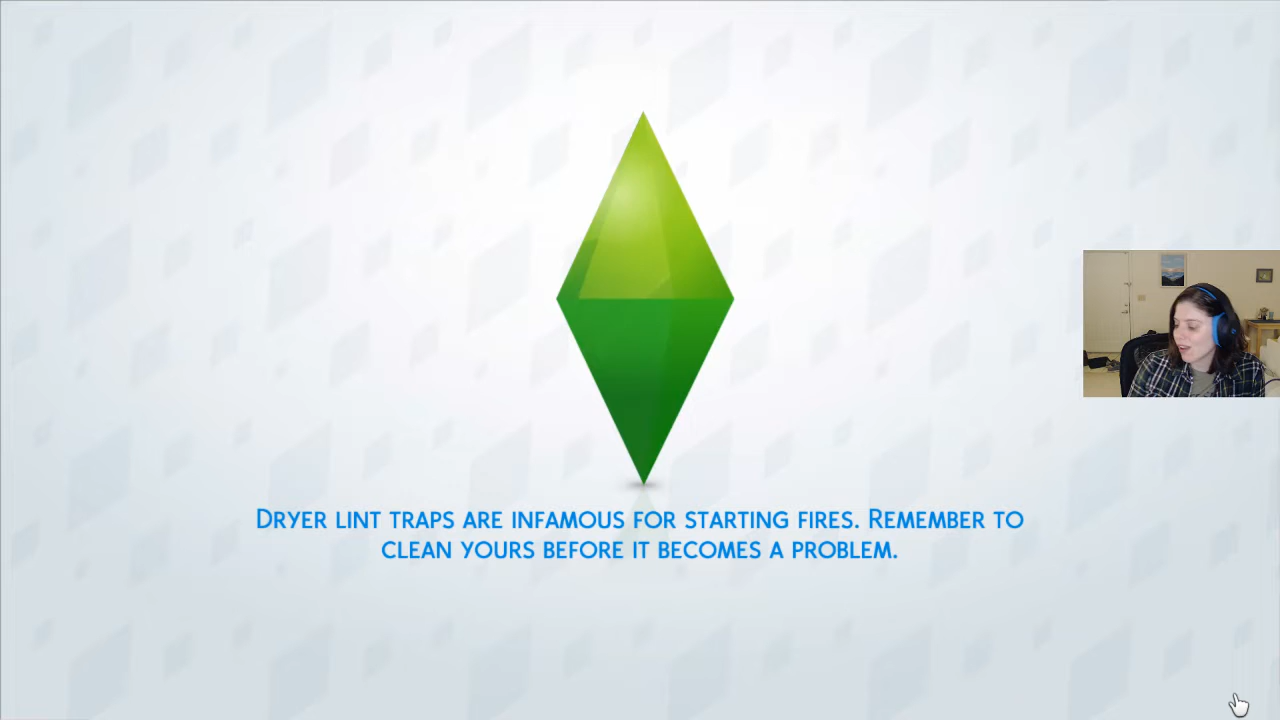 Dryer lint traps are infamous for starting fires. Remember to
clean yours before it becomes a problem.